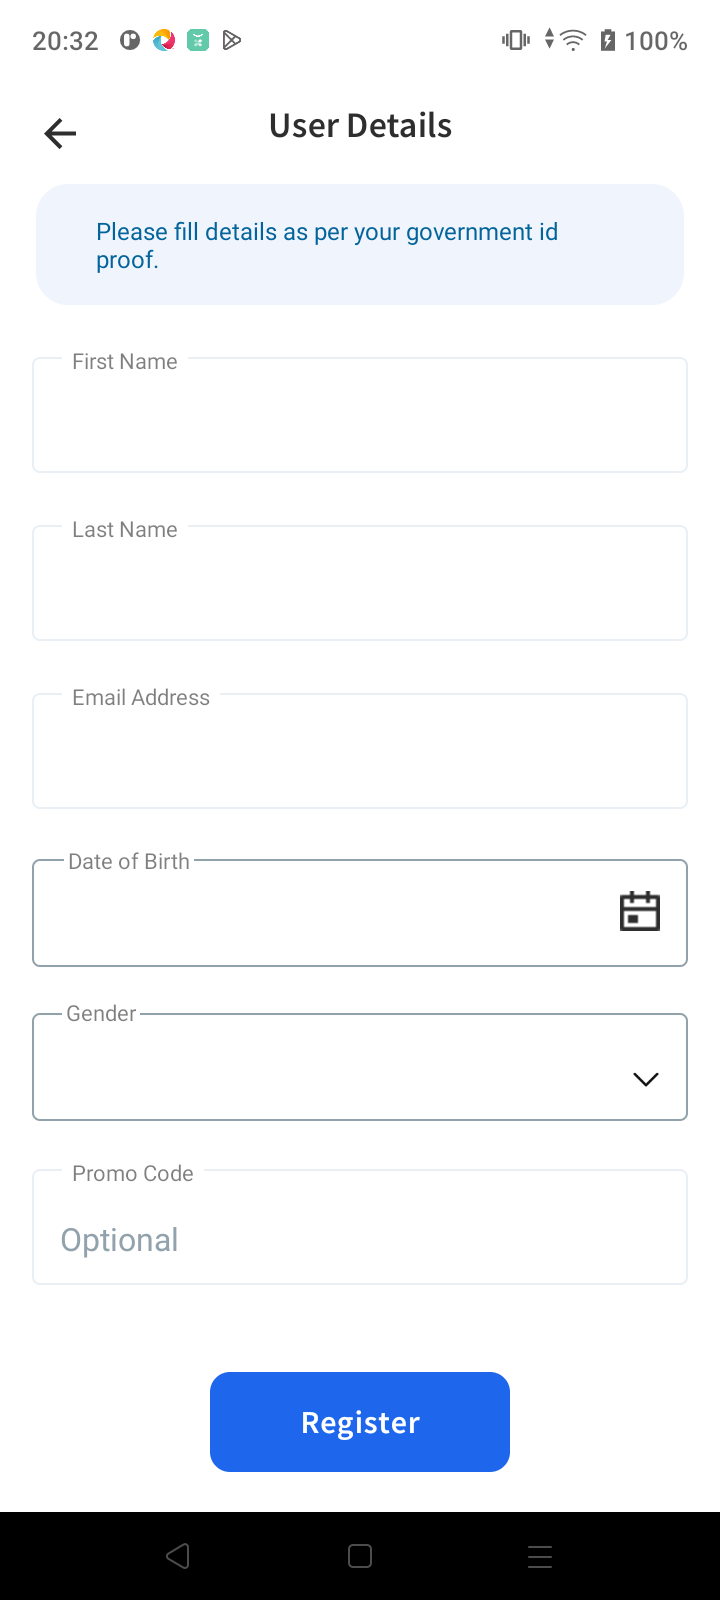 20:32 100%
User Details
Please fill details as per your government id
proof.
First Name
Last Name
Email Address
Date of Birth
Gender
Promo Code
Optional
Register